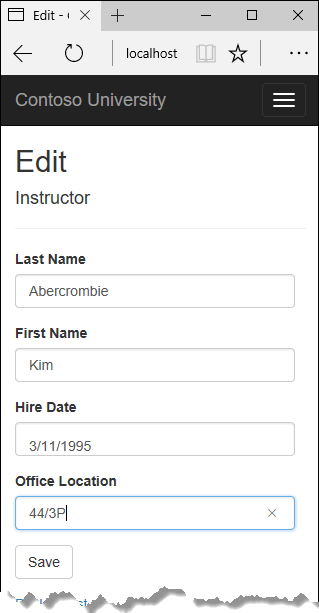 Edit - 
localhost
Contoso University
Edit
Instructor
Last Name
Abercrombie
First Name
Kim
Hire Date
3/11/1995
Office Location
44/3P
Save